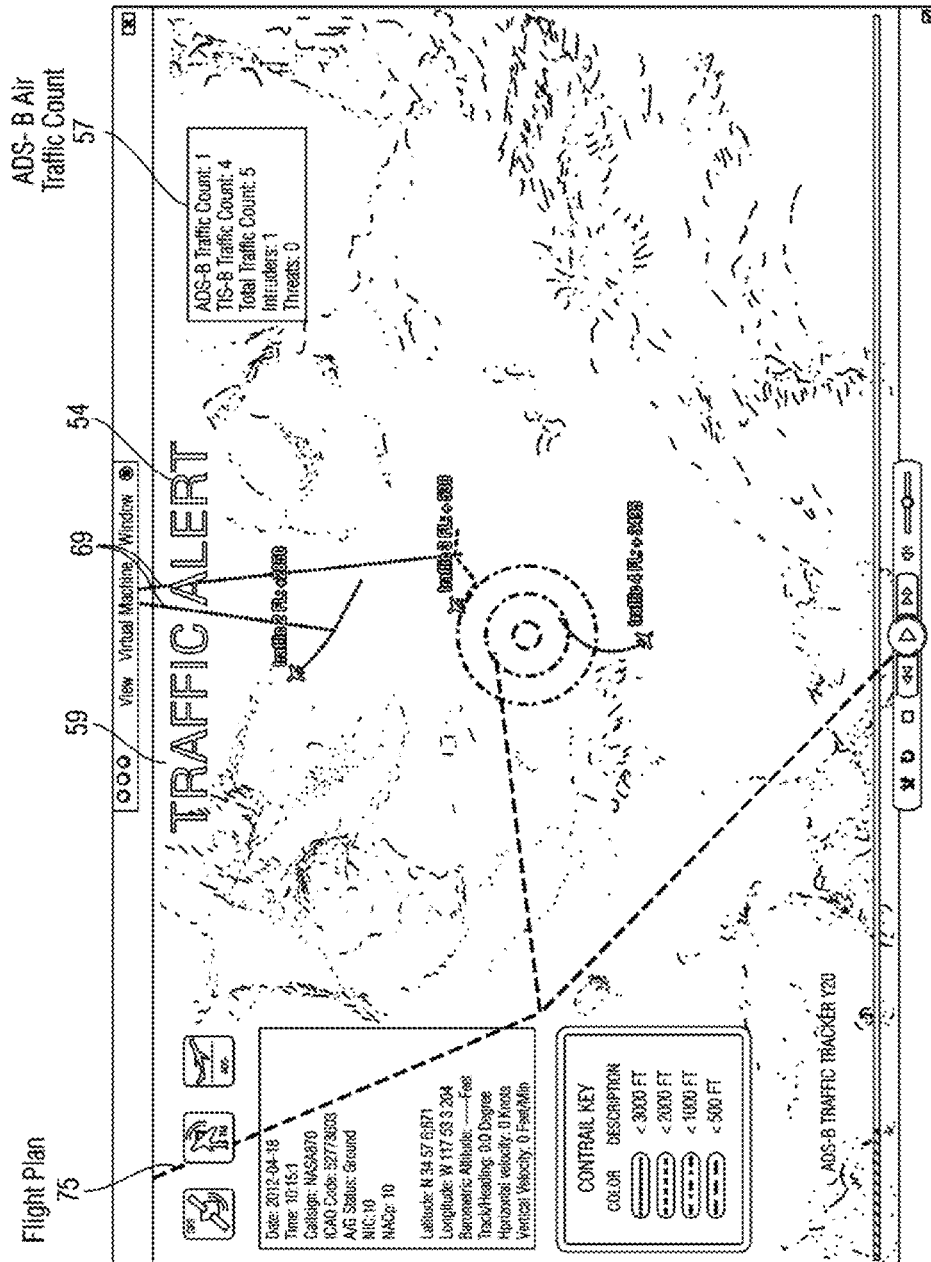 Flight Plan
75
59
69
54
ADS-B Air
Traffic Count
57
View Virtual Machine Window
TRAFFIC ALERT
ADS-B Traffic Count: 1
TIS-B Traffic Count: 4
Total Traffic Count: 5
Intruders: 1
Threats: 0
Date: 2012-04-18
Time: 10:15:1
Callsign: NASA870
ICAO Code: 52778603
A/G Status: Ground
NIC: 10
NACp: 10
Latitude: N 34 57 6.871
Longitude: W 117 53 3.264
Barometric Altitude: ----Feet
Track/Heading: 0.0 Degree
Horizontal velocity: 0 Knots
Vertical Velocity: 0 Feet/Min
CONTRAIL KEY
COLOR DESCRIPTION
< 3000 FT
< 2000 FT
< 1000 FT
< 500 FT
ADS-B TRAFFIC TRACKER Y20